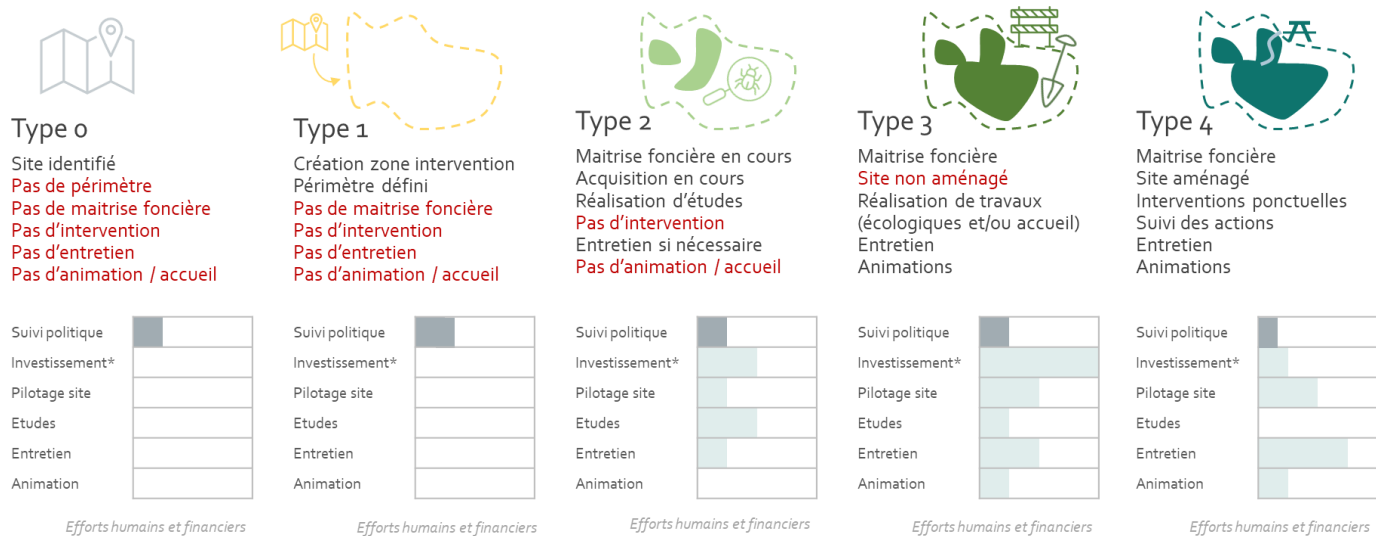 Type 0
Site identifié
Pas de périmètre
Pas de maitrise foncière
Pas d'intervention
Pas d'entretien
Pas d'animation / accueil
Suivi politique
Investissement*
Pilotage site
Etudes
Entretien
Animation
Efforts humains et financiers
Type 1
Création zone intervention
Périmètre défini
Pas de maitrise foncière
Pas d'intervention
Pas d'entretien
Pas d'animation / accueil
Suivi politique
Investissement*
Pilotage site
Etudes
Entretien
Animation
Efforts humains et financiers
Type 2
Maitrise foncière en cours
Acquisition en cours
Réalisation d'études
Pas d'intervention
Entretien si nécessaire
Pas d'animation / accueil
Suivi politique
Investissement*
Pilotage site
Etudes
Entretien
Animation
Efforts humains et financiers
Type 3
Maitrise foncière
Site non aménagé
Réalisation de travaux
(écologiques et/ou accueil)
Entretien
Animations
Suivi politique
Investissement*
Pilotage site
Etudes
Entretien
Animation
Efforts humains et financiers
Type 4
Maitrise foncière
Site aménagé
Interventions ponctuelles
Suivi des actions
Entretien
Animations
Suivi politique
Investissement*
Pilotage site
Etudes
Entretien
Animation
Efforts humains et financiers